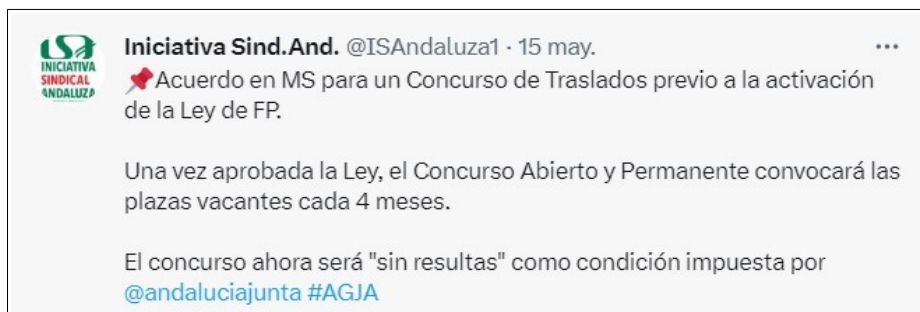 ISA
INICIATIVA
SINDICAL
ANDALUZA
Iniciativa Sind.And. @ISAndaluza1 · 15 may.
📌Acuerdo en MS para un Concurso de Traslados previo a la activación
de la Ley de FP.
Una vez aprobada la Ley, el Concurso Abierto y Permanente convocará las
plazas vacantes cada 4 meses.
El concurso ahora será "sin resultas" como condición impuesta por
@andaluciajunta #AGJA